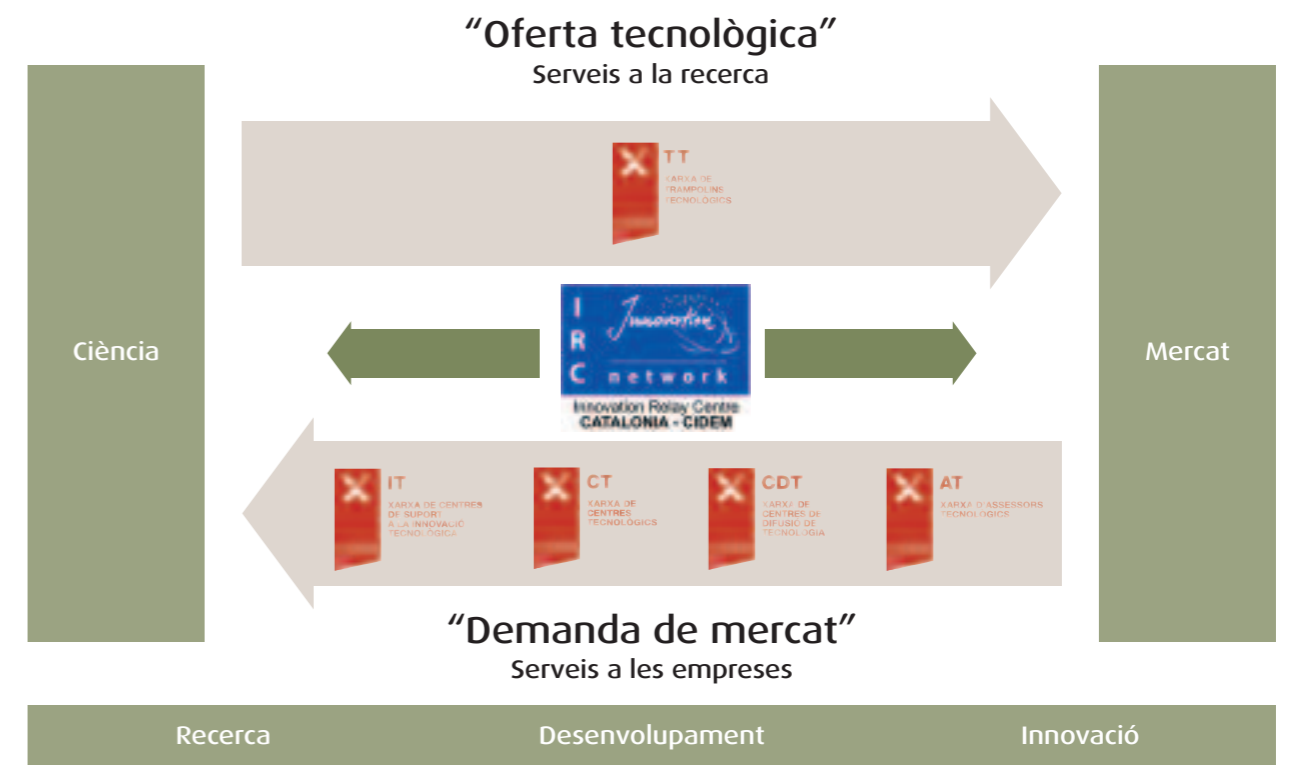 “Oferta tecnològica”
Serveis a la recerca
TT
XARXA DE
TRAMPOLINS
TECNOLÒGICS
Ciència
Mercat
I
R
C
Innovation
network
Innovation Relay Centre
CATALONIA - CIDEM
IT
XARXA DE CENTRES
DE SUPORT
A LA INNOVACIÓ
TECNOLÒGICA
CT
XARXA DE
CENTRES
TECNOLÒGICS
CDT
XARXA DE
CENTRES DE
DIFUSIÓ DE
TECNOLOGIA
AT
XARXA D'ASSESSORS
TECNOLÒGICS
“Demanda de mercat”
Serveis a les empreses
Recerca
Desenvolupament
Innovació